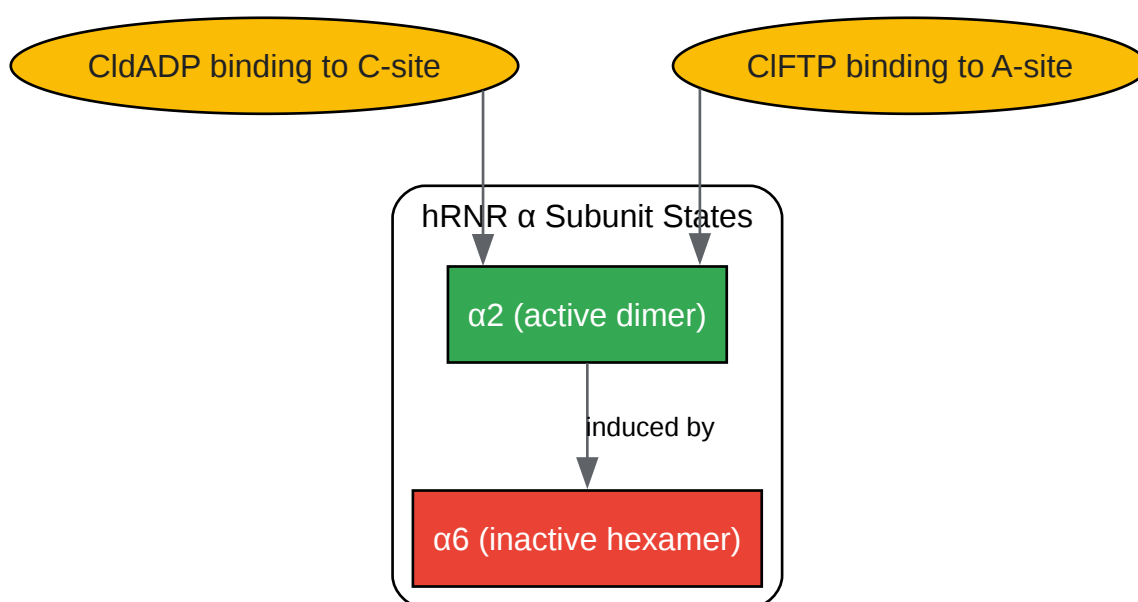 CldADP binding to C-site
ClFTP binding to A-site
hRNR α Subunit States
α2 (active dimer)
induced by
α6 (inactive hexamer)